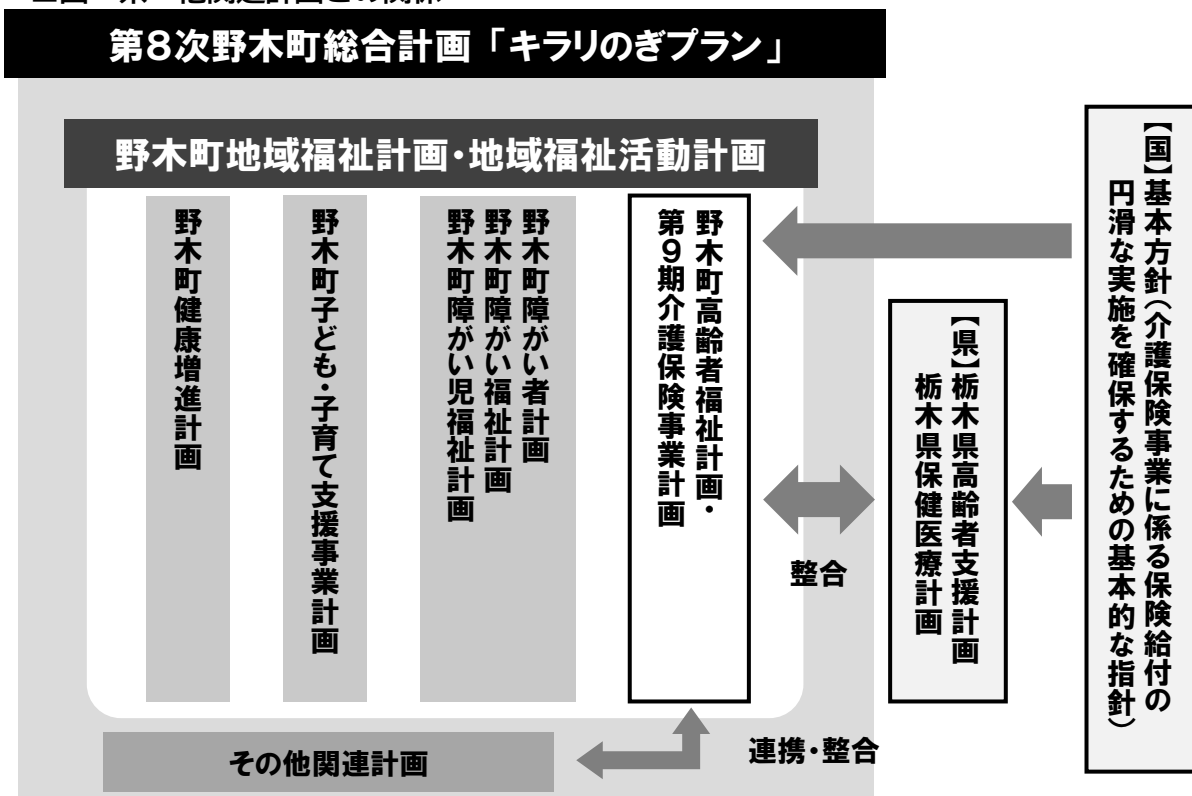 第8次野木町総合計画「キラリのぎプラン」
野木町地域福祉計画・地域福祉活動計画
野木町健康増進計画
野木町子ども・子育て支援事業計画
野木町障がい者計画
野木町障がい福祉計画
野木町障がい児福祉計画
野木町高齢者福祉計画・
第9期介護保険事業計画
整合
【県】栃木県高齢者支援計画
栃木県保健医療計画
【国】基本方針(介護保険事業に係る保険給付の
円滑な実施を確保するための基本的な指針)
その他関連計画
連携・整合